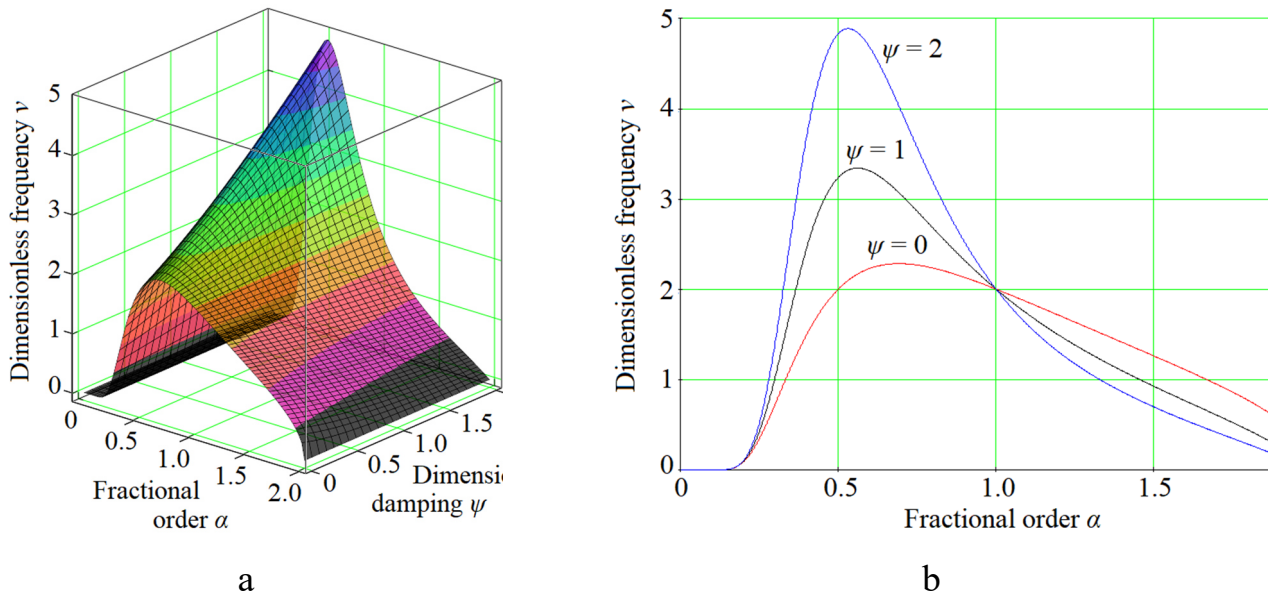 Dimensionless frequency ν
5
4
3
2
1
0
0
0.5
1.0
1.5
2.0
Fractional
order α
0
0.5
1.0
1.5
Dimensi
damping ψ
a
Dimensionless frequency ν
5
4
3
2
1
0
ψ = 2
ψ = 1
ψ = 0
0
0.5
1.0
1.5
Fractional order α
b